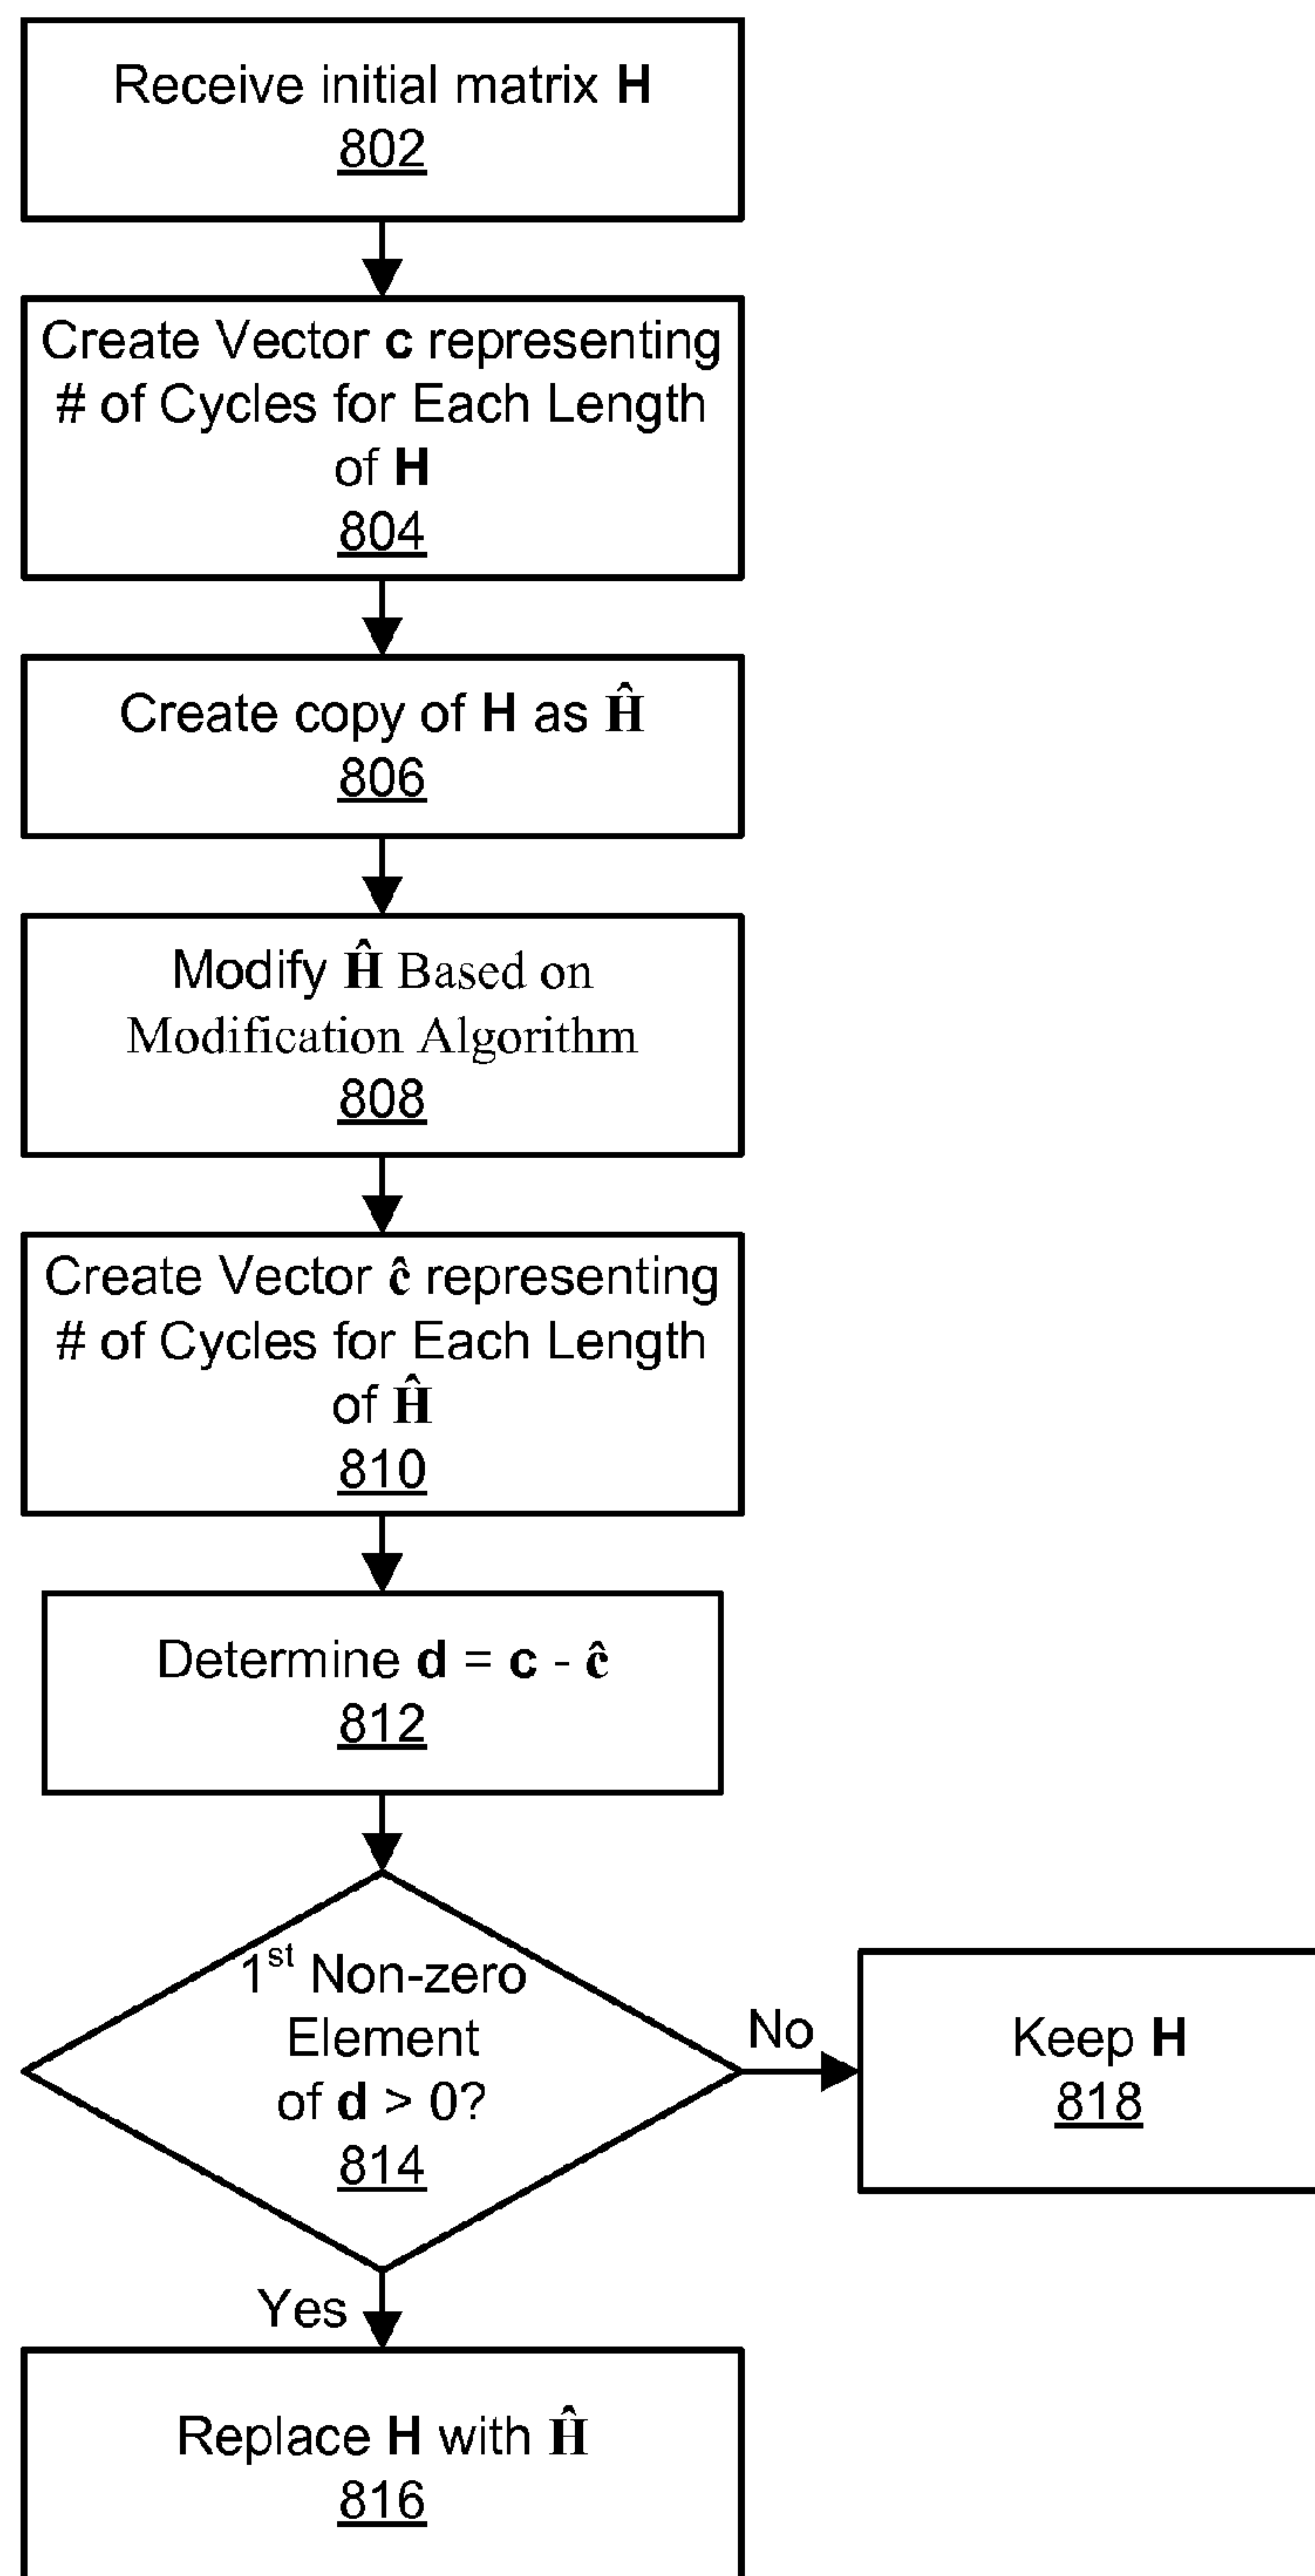 Receive initial matrix H
802
Create Vector c representing
# of Cycles for Each Length
of H
804
Create copy of H as Ĥ
806
Modify Ĥ Based on
Modification Algorithm
808
Create Vector ĉ representing
# of Cycles for Each Length
of Ĥ
810
Determine d = c - ĉ
812
1st Non-zero
Element
of d > 0?
814
No
Keep H
818
Yes
Replace H with Ĥ
816